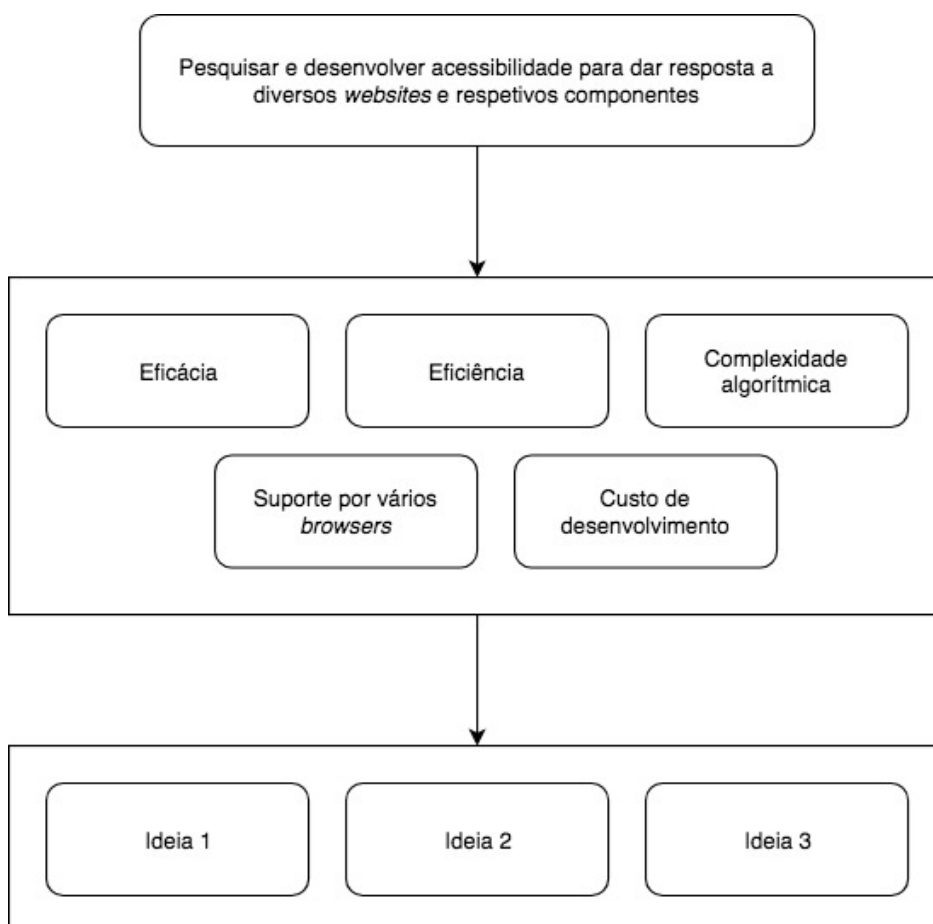 Pesquisar e desenvolver acessibilidade para dar resposta a
diversos websites e respetivos componentes
Eficácia
Eficiência
Complexidade
algorítmica
Suporte por vários
browsers
Custo de
desenvolvimento
Ideia 1
Ideia 2
Ideia 3